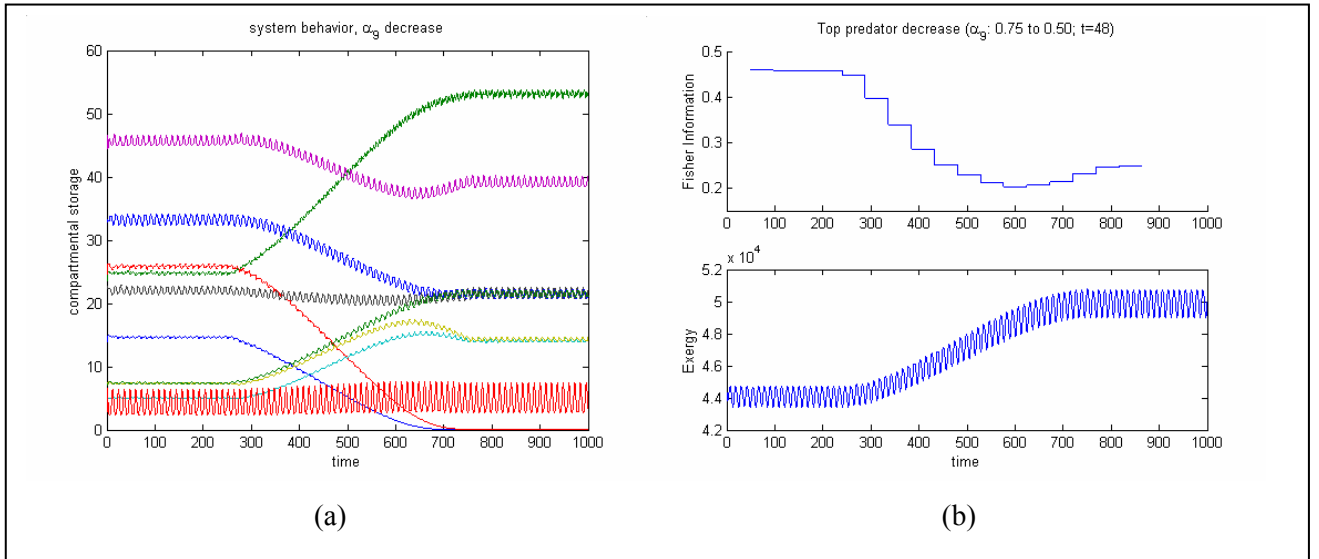 system behavior, α9 decrease
60
50
40
30
20
10
0
compartmental storage
0 100 200 300 400 500 600 700 800 900 1000
time
(a)
Top predator decrease (α9: 0.75 to 0.50; t=48)
0.5
0.4
0.3
0.2
Fisher Information
0 100 200 300 400 500 600 700 800 900 1000
x 10^4
5.2
5
4.8
4.6
4.4
4.2
Exergy
0 100 200 300 400 500 600 700 800 900 1000
time
(b)